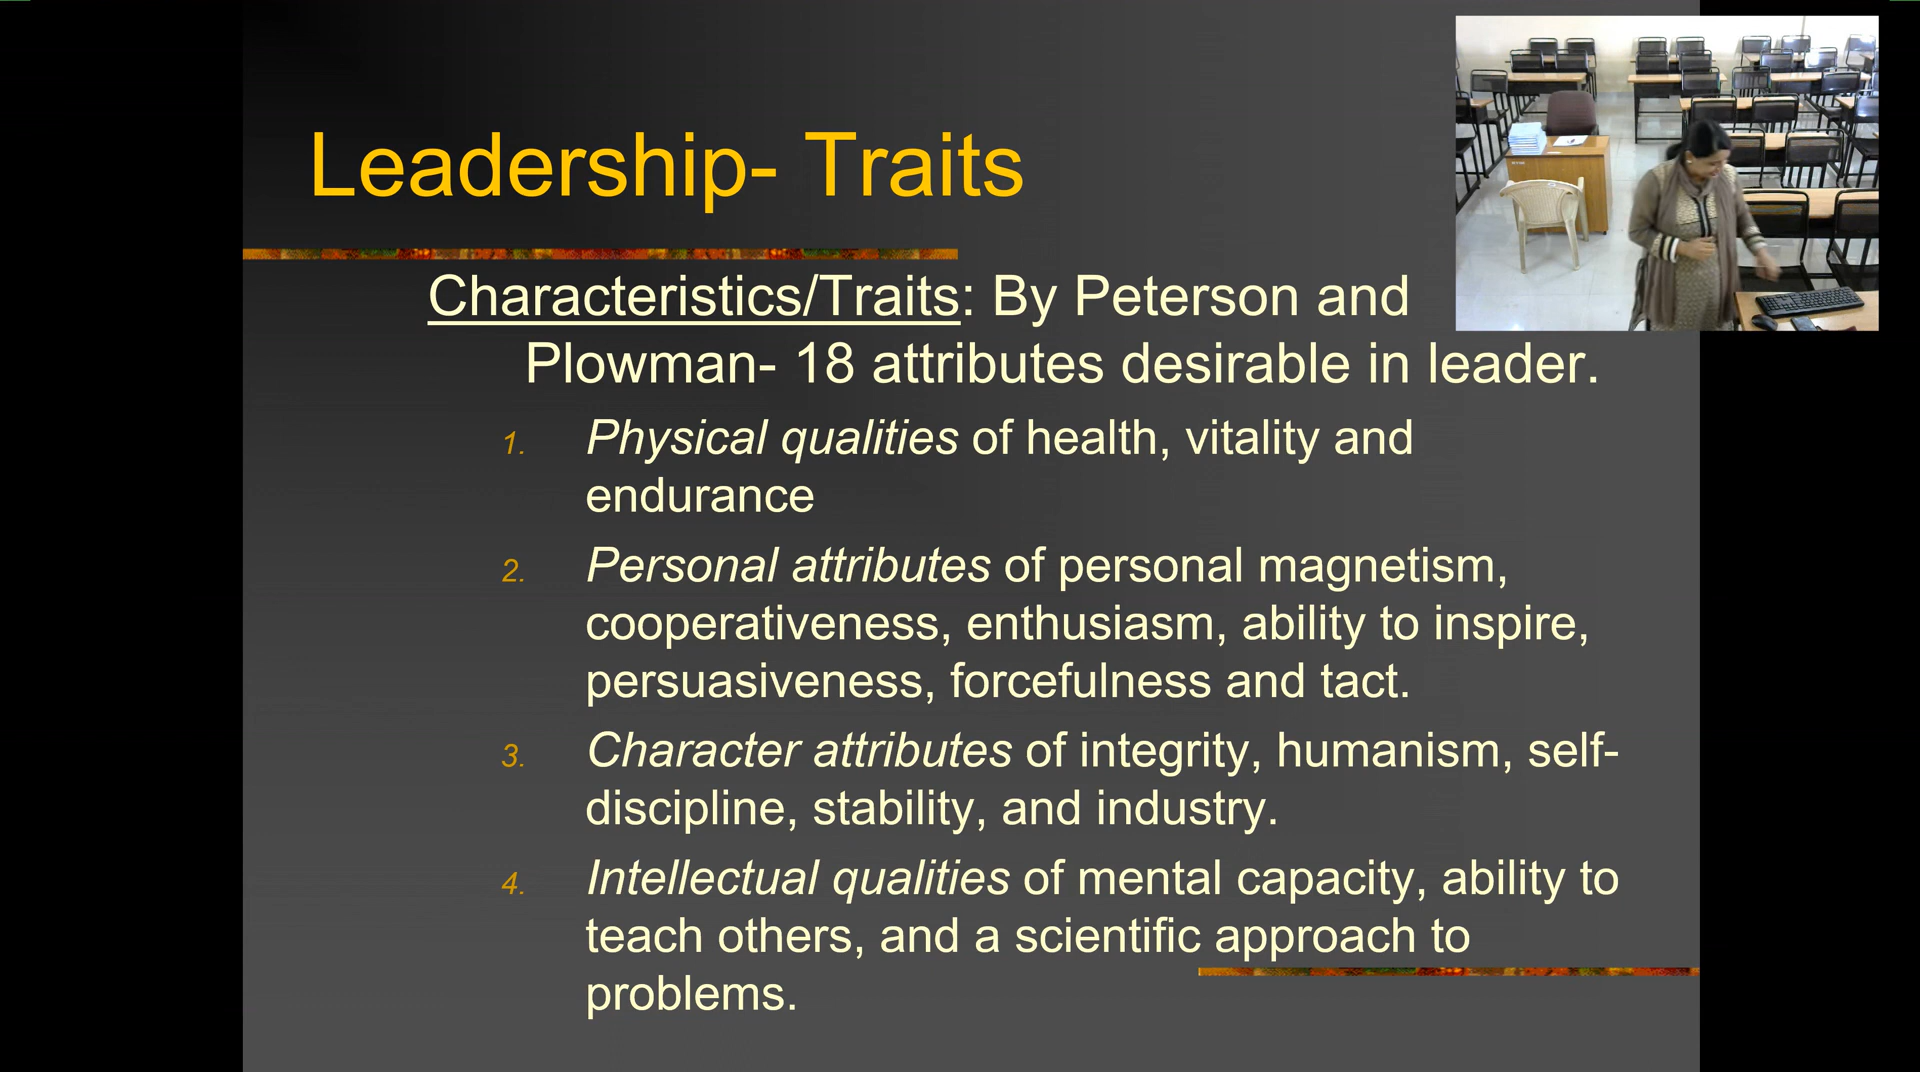 Leadership- Traits
Characteristics/Traits: By Peterson and
Plowman- 18 attributes desirable in leader.
1. Physical qualities of health, vitality and
endurance
2. Personal attributes of personal magnetism,
cooperativeness, enthusiasm, ability to inspire,
persuasiveness, forcefulness and tact.
3. Character attributes of integrity, humanism, self-
discipline, stability, and industry.
4. Intellectual qualities of mental capacity, ability to
teach others, and a scientific approach to
problems.